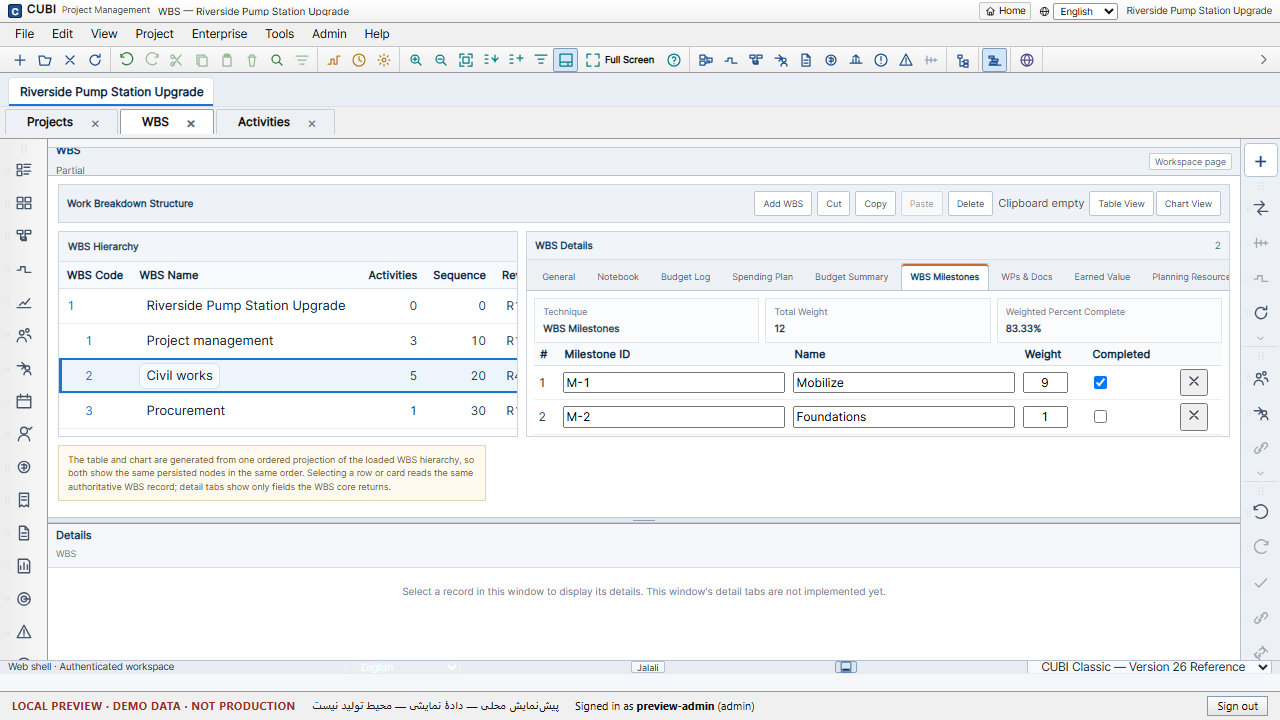 CUBI Project Management WBS — Riverside Pump Station Upgrade Home English Riverside Pump Station Upgrade
File Edit View Project Enterprise Tools Admin Help
Full Screen
Riverside Pump Station Upgrade
Projects WBS Activities
WBS
Partial Workspace page
Work Breakdown Structure Add WBS Cut Copy Paste Delete Clipboard empty Table View Chart View
WBS Hierarchy
WBS Code WBS Name Activities Sequence
1 Riverside Pump Station Upgrade 0 0
1 Project management 3 10
2 Civil works 5 20
3 Procurement 1 30
WBS Details 2
General Notebook Budget Log Spending Plan Budget Summary WBS Milestones WPs & Docs Earned Value Planning Resource
Technique Total Weight Weighted Percent Complete
WBS Milestones 12 83.33%
# Milestone ID Name Weight Completed
1 M-1 Mobilize 9
2 M-2 Foundations 1
The table and chart are generated from one ordered projection of the loaded WBS hierarchy, so
both show the same persisted nodes in the same order. Selecting a row or card reads the same
authoritative WBS record; detail tabs show only fields the WBS core returns.
Details
WBS
Select a record in this window to display its details. This window's detail tabs are not implemented yet.
Web shell · Authenticated workspace English Jalali CUBI Classic — Version 26 Reference
LOCAL PREVIEW · DEMO DATA · NOT PRODUCTION پیش‌نمایش محلی — دادهٔ نمایشی — محیط تولید نیست Signed in as preview-admin (admin) Sign out